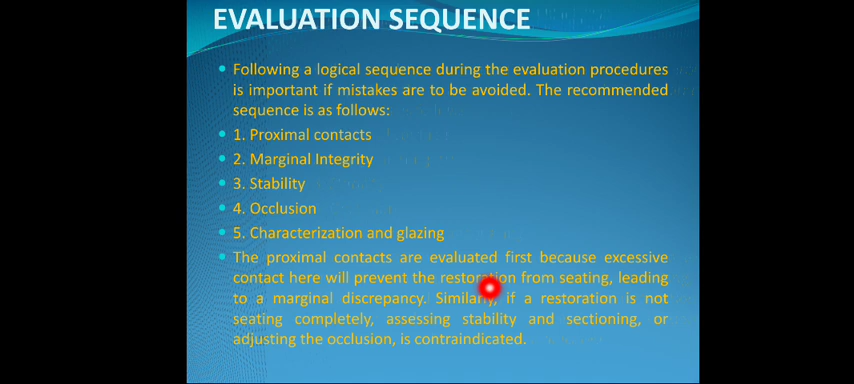 EVALUATION SEQUENCE
Following a logical sequence during the evaluation procedures
is important if mistakes are to be avoided. The recommended
sequence is as follows:
1. Proximal contacts
2. Marginal Integrity
3. Stability
4. Occlusion
5. Characterization and glazing
The proximal contacts are evaluated first because excessive
contact here will prevent the restoration from seating, leading
to a marginal discrepancy. Similarly, if a restoration is not
seating completely, assessing stability and sectioning, or
adjusting the occlusion, is contraindicated.